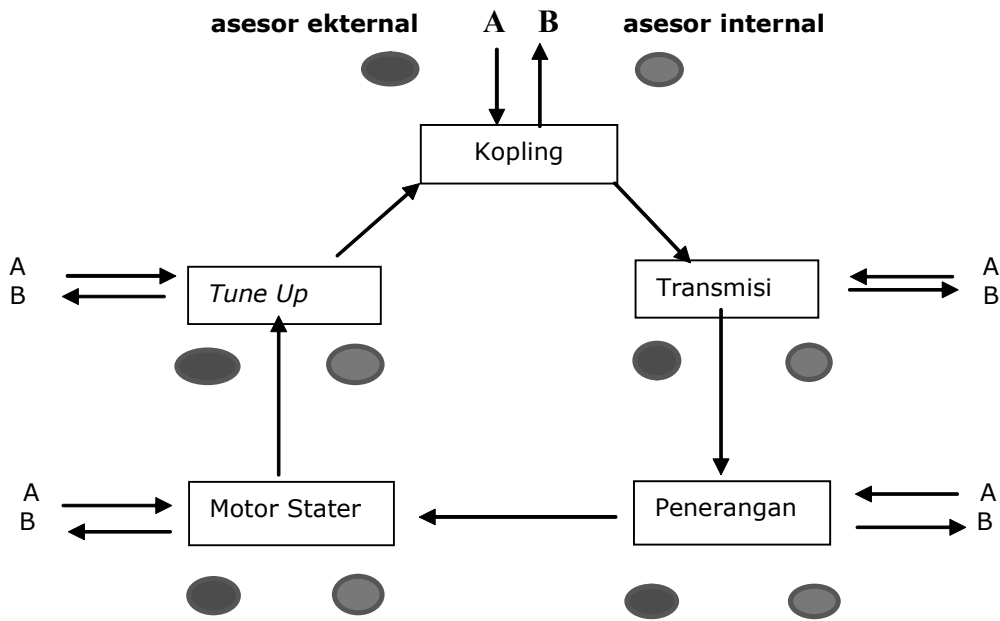 asesor ekternal A B asesor internal
Kopling
A
B
Tune Up
Transmisi
A
B
A
B
Motor Stater
Penerangan
A
B